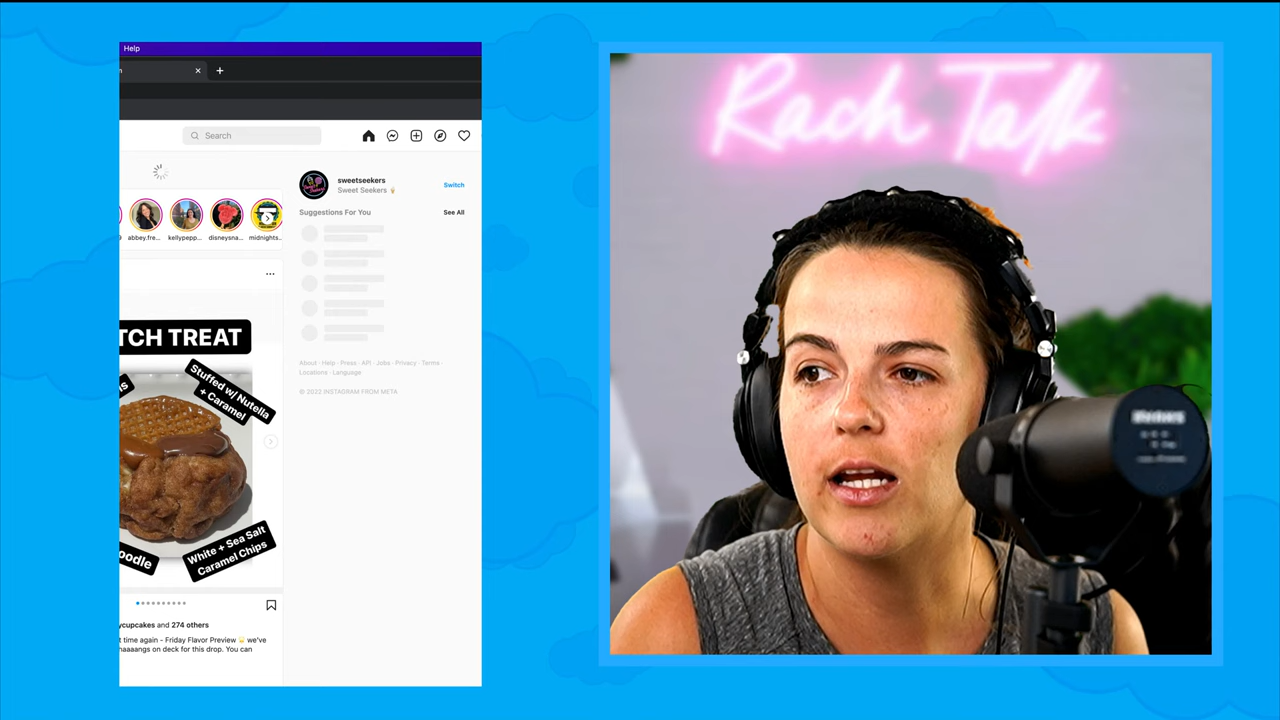 Help
Search
sweetseekers
Sweet Seekers
Switch
Suggestions For You
See All
abbey.fre...
kellypepp...
disneysna...
midnights...
About · Help · Press · API · Jobs · Privacy · Terms ·
Locations · Language
© 2022 INSTAGRAM FROM META
TCH TREAT
Stuffed w/ Nutella
+ Caramel
oodle
White + Sea Salt
Caramel Chips
ycupcakes and 274 others
t time again - Friday Flavor Preview we've
haaaangs on deck for this drop. You can
Rach Talk